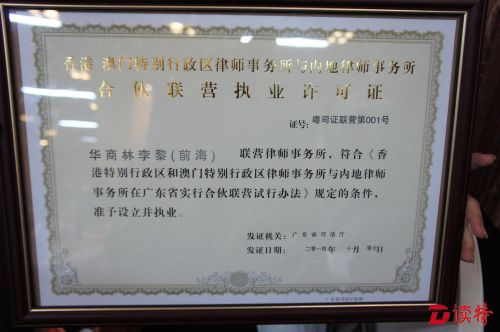 香港 澳门特别行政区律师事务所与内地律师事务所
合伙联营执业许可证
证号：粤司证联营第001号
华商林李黎(前海) 联营律师事务所，符合《香
港特别行政区和澳门特别行政区律师事务所与内地律师
事务所在广东省实行合伙联营试行办法》规定的条件，
准予设立并执业。
发证机关：广东省司法厅
发证日期：二零一四年 十月 零七日
D读特